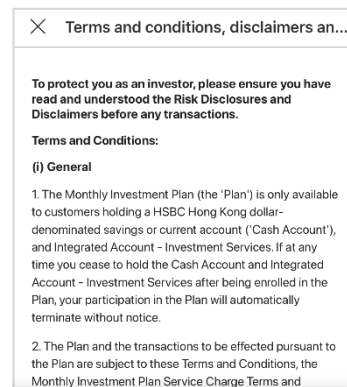 Terms and conditions, disclaimers an...
To protect you as an investor, please ensure you have
read and understood the Risk Disclosures and
Disclaimers before any transactions.
Terms and Conditions:
(i) General
1. The Monthly Investment Plan (the 'Plan') is only available
to customers holding a HSBC Hong Kong dollar-
denominated savings or current account ('Cash Account'),
and Integrated Account - Investment Services. If at any
time you cease to hold the Cash Account and Integrated
Account - Investment Services after being enrolled in the
Plan, your participation in the Plan will automatically
terminate without notice.
2. The Plan and the transactions to be effected pursuant to
the Plan are subject to these Terms and Conditions, the
Monthly Investment Plan Service Charge Terms and